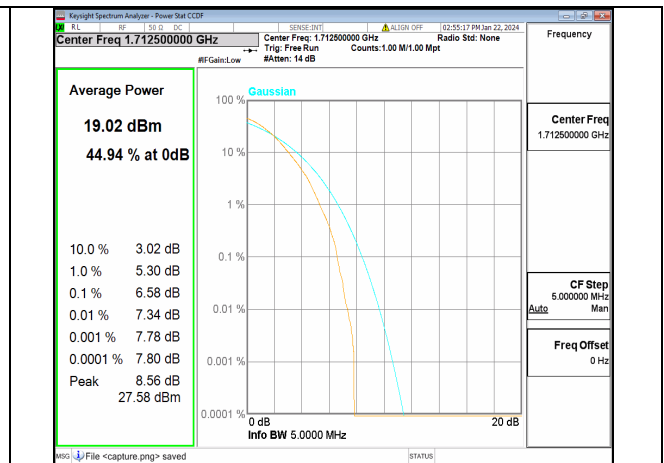 Keysight Spectrum Analyzer - Power Stat CCDF
RL RF 50 Ω DC SENSE:INT ALIGN OFF 02:55:17 PM Jan 22, 2024
Center Freq 1.712500000 GHz
Center Freq: 1.712500000 GHz Radio Std: None
Trig: Free Run Counts:1.00 M/1.00 Mpt
#IFGain:Low #Atten: 14 dB
Frequency
Average Power
19.02 dBm
44.94 % at 0dB
10.0 % 3.02 dB
1.0 % 5.30 dB
0.1 % 6.58 dB
0.01 % 7.34 dB
0.001 % 7.78 dB
0.0001 % 7.80 dB
Peak 8.56 dB
27.58 dBm
Gaussian
100 %
10 %
1 %
0.1 %
0.01 %
0.001 %
0.0001 %
0 dB 20 dB
Info BW 5.0000 MHz
Center Freq
1.712500000 GHz
CF Step
5.000000 MHz
Auto Man
Freq Offset
0 Hz
MSG File <capture.png> saved STATUS